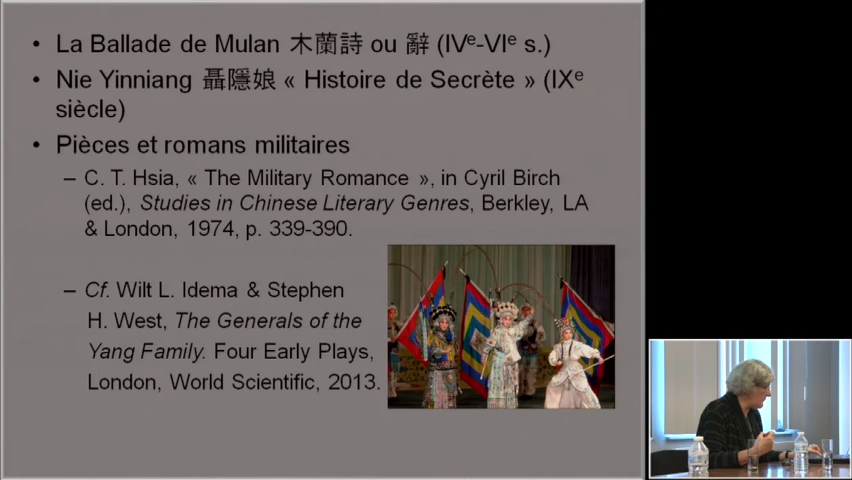 • La Ballade de Mulan 木蘭詩 ou 辭 (IVe-VIe s.)
• Nie Yinniang 聶隱娘 « Histoire de Secrète » (IXe
siècle)
• Pièces et romans militaires
– C. T. Hsia, « The Military Romance », in Cyril Birch
(ed.), Studies in Chinese Literary Genres, Berkley, LA
& London, 1974, p. 339-390.
– Cf. Wilt L. Idema & Stephen
H. West, The Generals of the
Yang Family. Four Early Plays,
London, World Scientific, 2013.